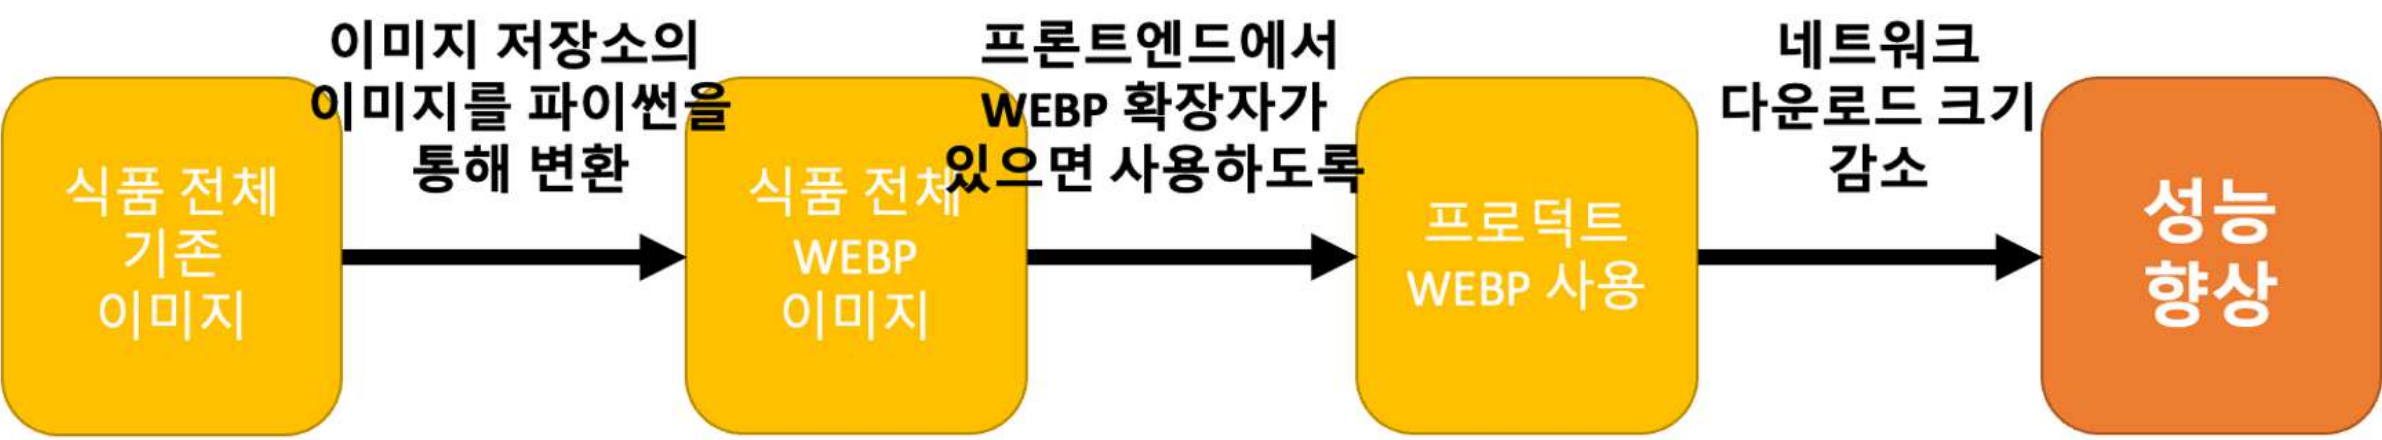 식품 전체
기존
이미지
이미지 저장소의
이미지를 파이썬을
통해 변환
식품 전체
WEBP
이미지
프론트엔드에서
WEBP 확장자가
있으면 사용하도록
프로덕트
WEBP 사용
네트워크
다운로드 크기
감소
성능
향상